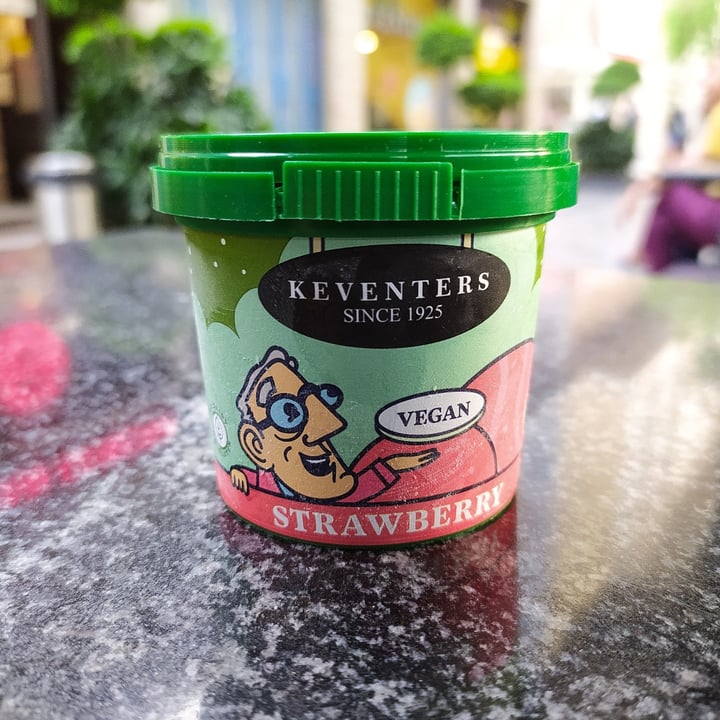 KEVENTERS
SINCE 1925
VEGAN
STRAWBERRY